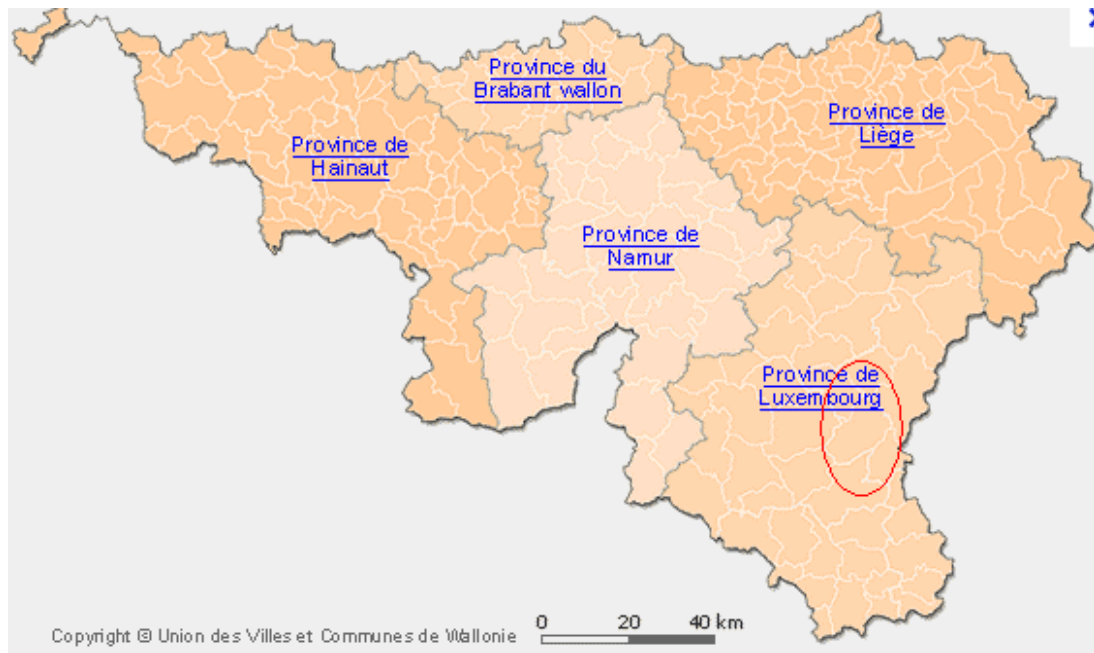 Province du
Brabant wallon
Province de
Liège
Province de
Hainaut
Province de
Namur
Province de
Luxembourg
0 20 40 km
Copyright © Union des Villes et Communes de Wallonie